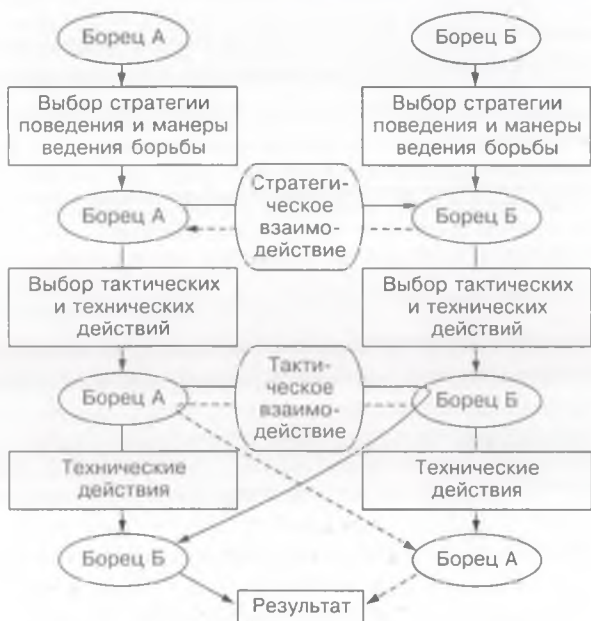 Борец А
Борец Б
Выбор стратегии
поведения и манеры
ведения борьбы
Выбор стратегии
поведения и манеры
ведения борьбы
Борец А
Стратеги-
ческое
взаимо-
действие
Борец Б
Выбор тактических
и технических
действий
Выбор тактических
и технических
действий
Борец А
Такти-
ческое
взаимо-
действие
Борец Б
Технические
действия
Технические
действия
Борец Б
Борец А
Результат